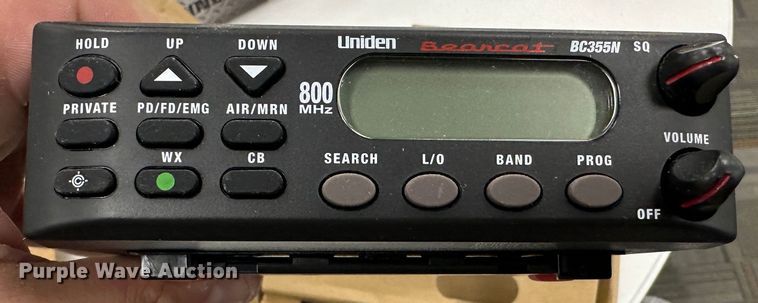 HOLD UP DOWN Uniden Bearcat BC355N SQ
800
MHz
PRIVATE PD/FD/EMG AIR/MRN
VOLUME
WX CB SEARCH L/O BAND PROG
C
OFF
Purple Wave Auction